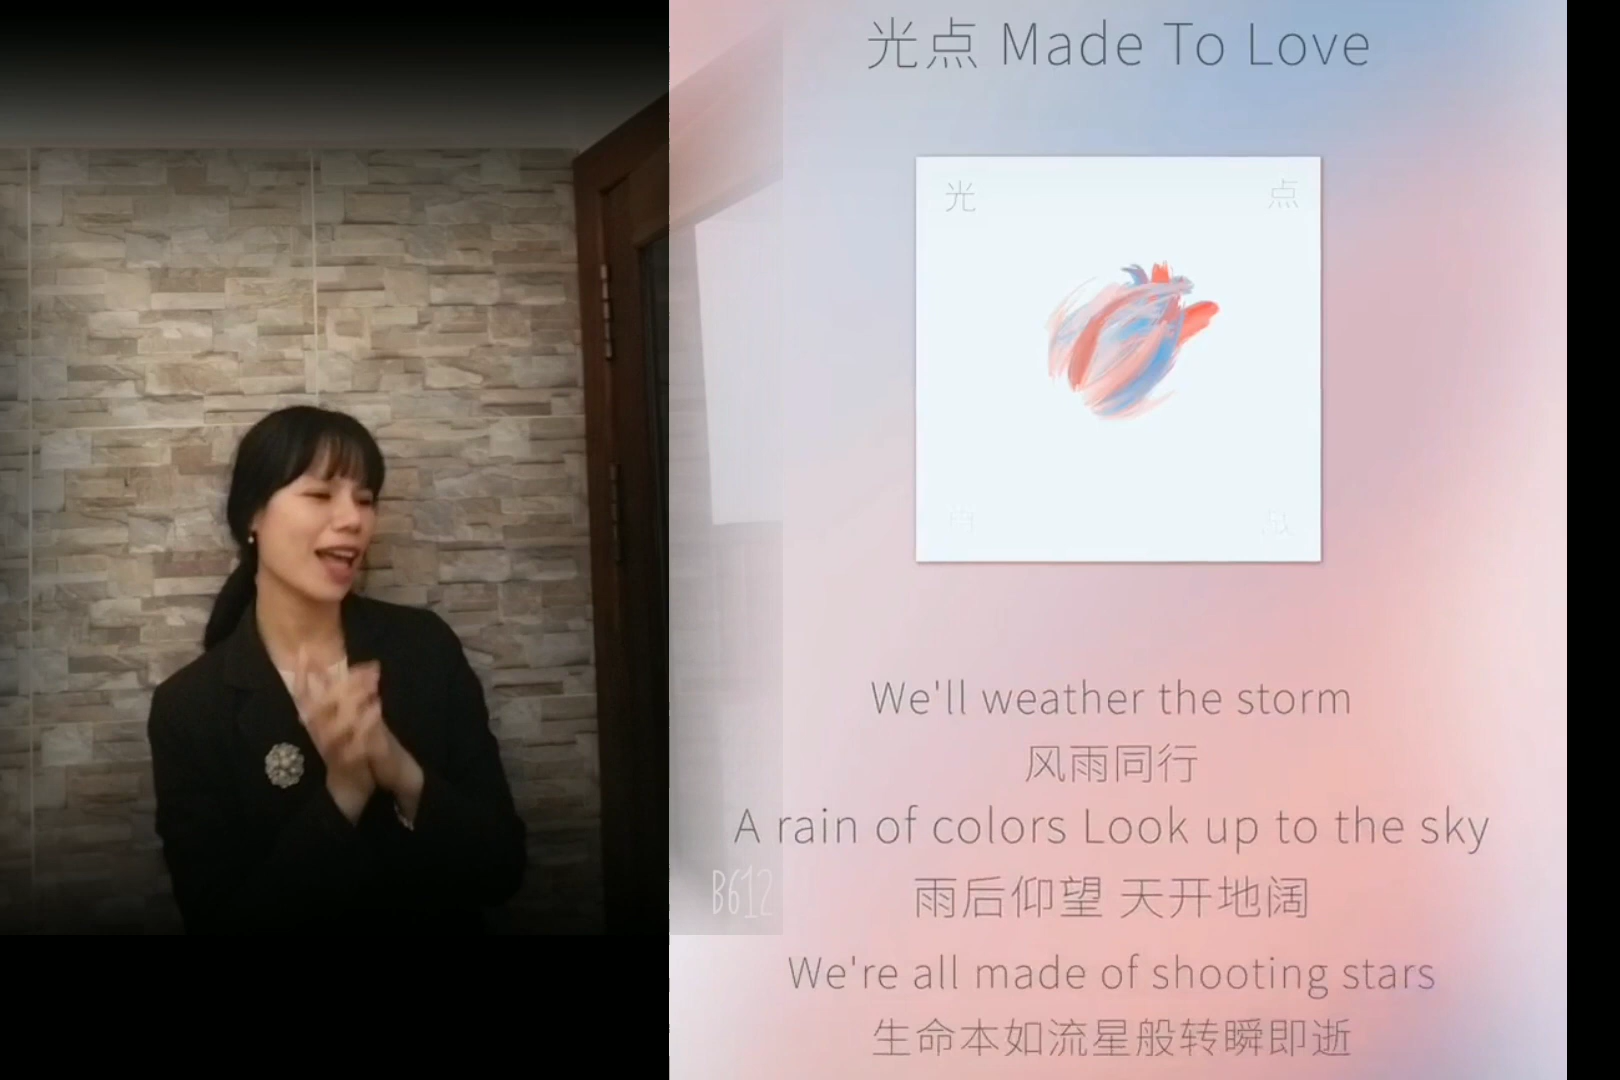 光点 Made To Love
光 点
We'll weather the storm
风雨同行
A rain of colors Look up to the sky
雨后仰望 天开地阔
B612
We're all made of shooting stars
生命本如流星般转瞬即逝